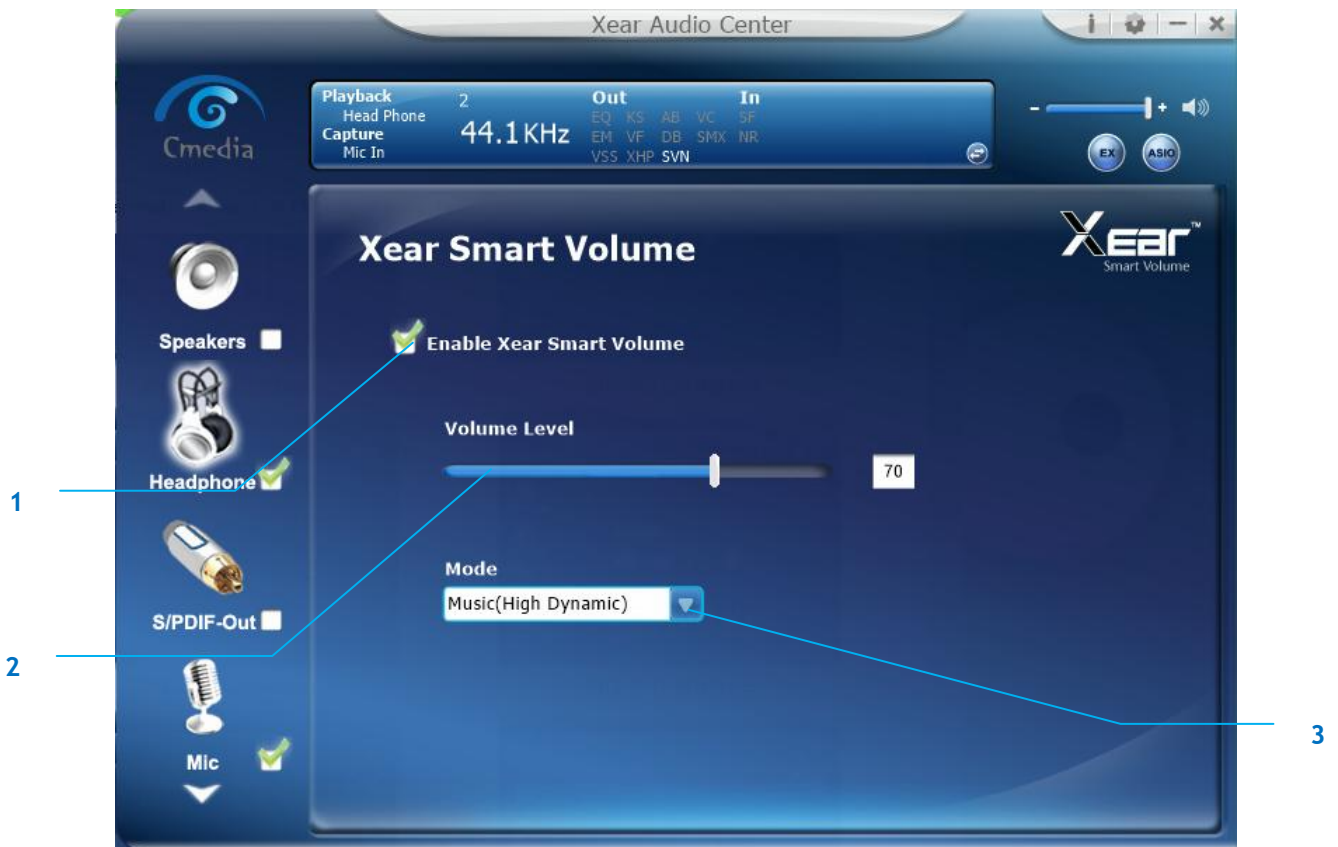 Xear Audio Center
i
Cmedia
Playback 2 Out In
Head Phone EQ KS AB VC SF
Capture 44.1KHz EM VF DB SMX NR
Mic In VSS XHP SVN
- +
EX ASIO
Xear Smart Volume
Xear™
Smart Volume
Speakers
Enable Xear Smart Volume
Volume Level
70
Headphone
1
Mode
Music(High Dynamic)
S/PDIF-Out
2
3
Mic